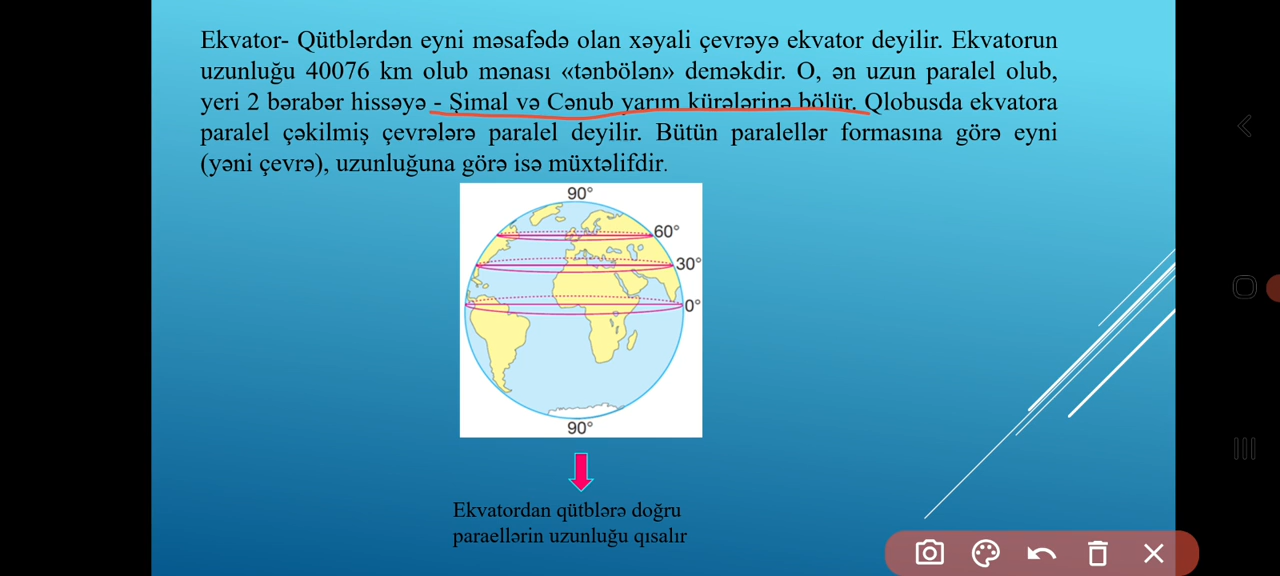 Ekvator- Qütblərdən eyni məsafədə olan xəyali çevrəyə ekvator deyilir. Ekvatorun
uzunluğu 40076 km olub mənası «tənbölən» deməkdir. O, ən uzun paralel olub,
yeri 2 bərabər hissəyə - Şimal və Cənub yarım kürələrinə bölür. Qlobusda ekvatora
paralel çəkilmiş çevrələrə paralel deyilir. Bütün paralellər formasına görə eyni
(yəni çevrə), uzunluğuna görə isə müxtəlifdir.
90°
60°
30°
0°
90°
Ekvatordan qütblərə doğru
paraellərin uzunluğu qısalır